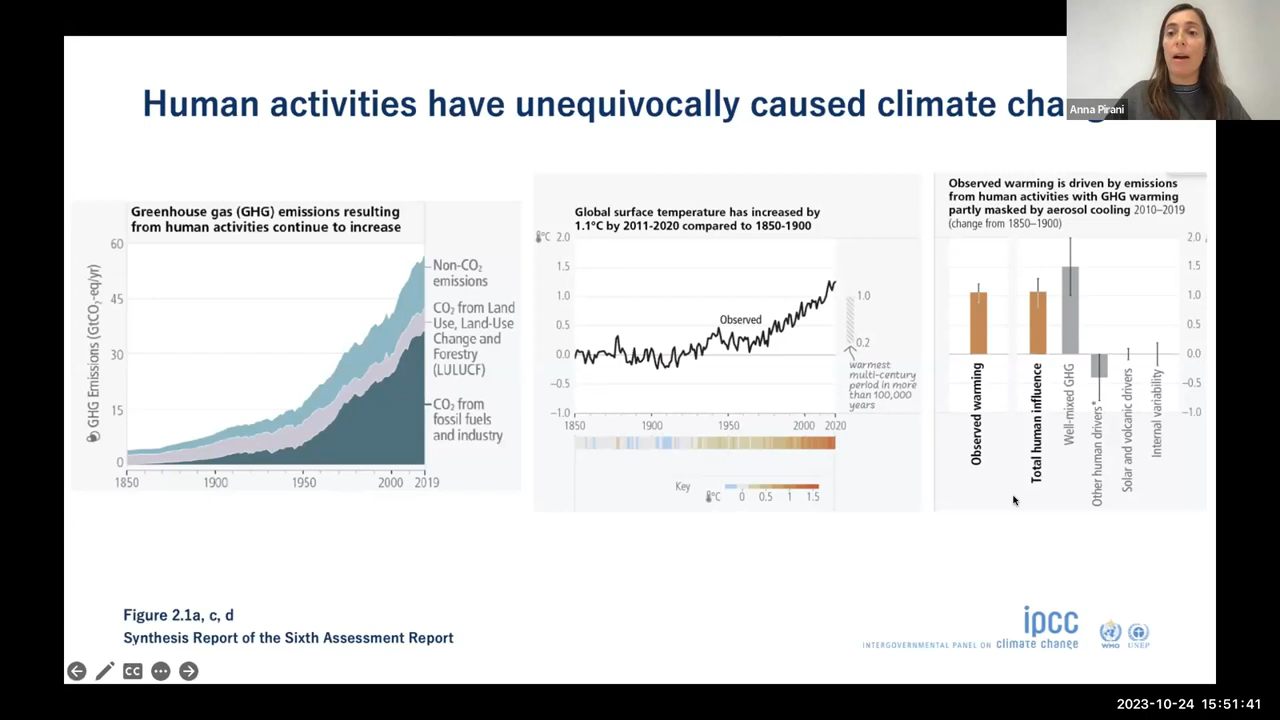 Human activities have unequivocally caused climate cha
Anna Pirani
Greenhouse gas (GHG) emissions resulting
from human activities continue to increase
60
45
30
15
0
GHG Emissions (GtCO₂-eq/yr)
1850
1900
1950
2000
2019
Non-CO₂
emissions
CO₂ from Land
Use, Land-Use
Change and
Forestry
(LULUCF)
CO₂ from
fossil fuels
and industry
Global surface temperature has increased by
1.1°C by 2011-2020 compared to 1850-1900
°C
2.0
1.5
1.0
0.5
0.0
−0.5
−1.0
Observed
1.0
0.2
warmest
multi-century
period in more
than 100,000
years
1850
1900
1950
2000
2020
Key
°C
0
0.5
1
1.5
Observed warming is driven by emissions
from human activities with GHG warming
partly masked by aerosol cooling 2010–2019
(change from 1850–1900)
2.0
1.5
1.0
0.5
0.0
−0.5
−1.0
Observed warming
Total human influence
Well-mixed GHG
Other human drivers*
Solar and volcanic drivers
Internal variability
Figure 2.1a, c, d
Synthesis Report of the Sixth Assessment Report
ipcc
INTERGOVERNMENTAL PANEL ON climate change
WMO
UNEP
CC
2023-10-24 15:51:41